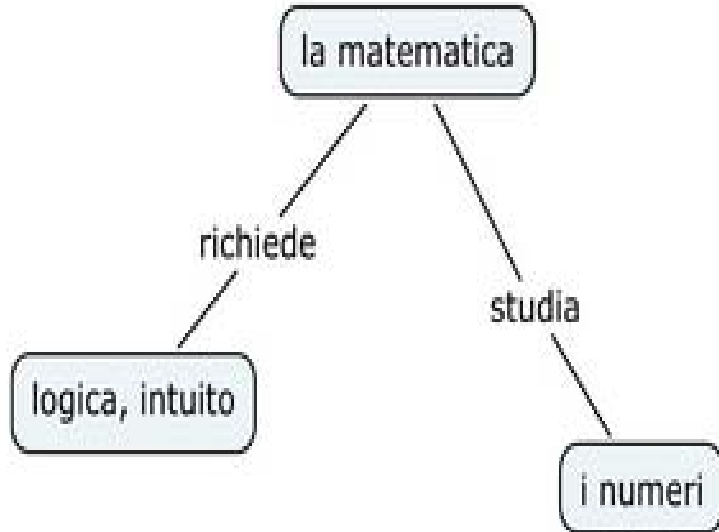 la matematica
richiede
studia
logica, intuito
i numeri